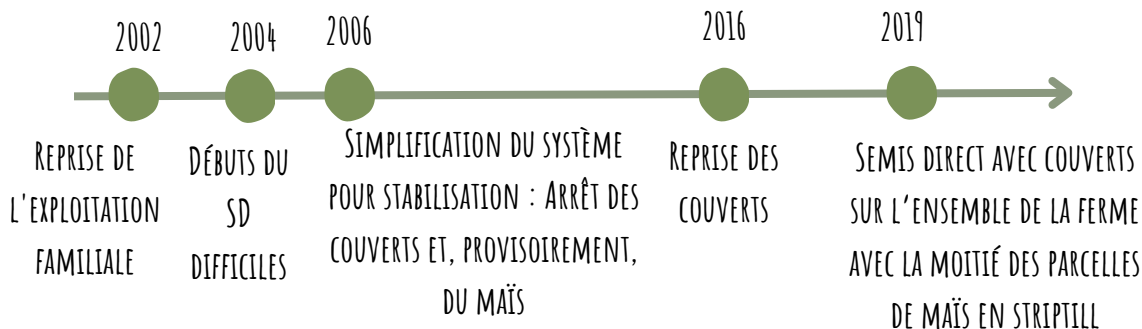 2002
2004
2006
2016
2019
REPRISE DE
L'EXPLOITATION
FAMILIALE
DÉBUTS DU
SD
DIFFICILES
SIMPLIFICATION DU SYSTÈME
POUR STABILISATION : ARRÊT DES
COUVERTS ET, PROVISOIREMENT,
DU MAÏS
REPRISE DES
COUVERTS
SEMIS DIRECT AVEC COUVERTS
SUR L'ENSEMBLE DE LA FERME
AVEC LA MOITIÉ DES PARCELLES
DE MAÏS EN STRIPTILL